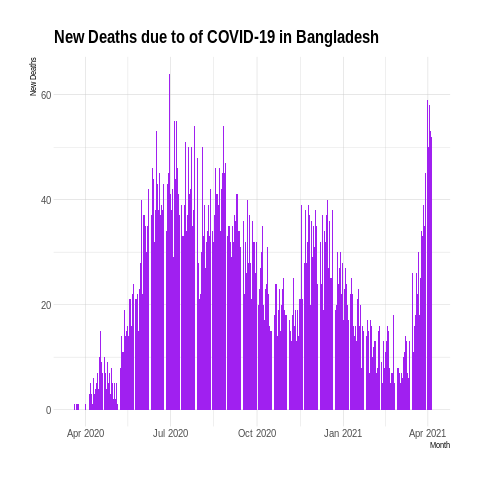 New Deaths due to of COVID-19 in Bangladesh
New Deaths
60
40
20
0
Apr 2020 Jul 2020 Oct 2020 Jan 2021 Apr 2021
Month